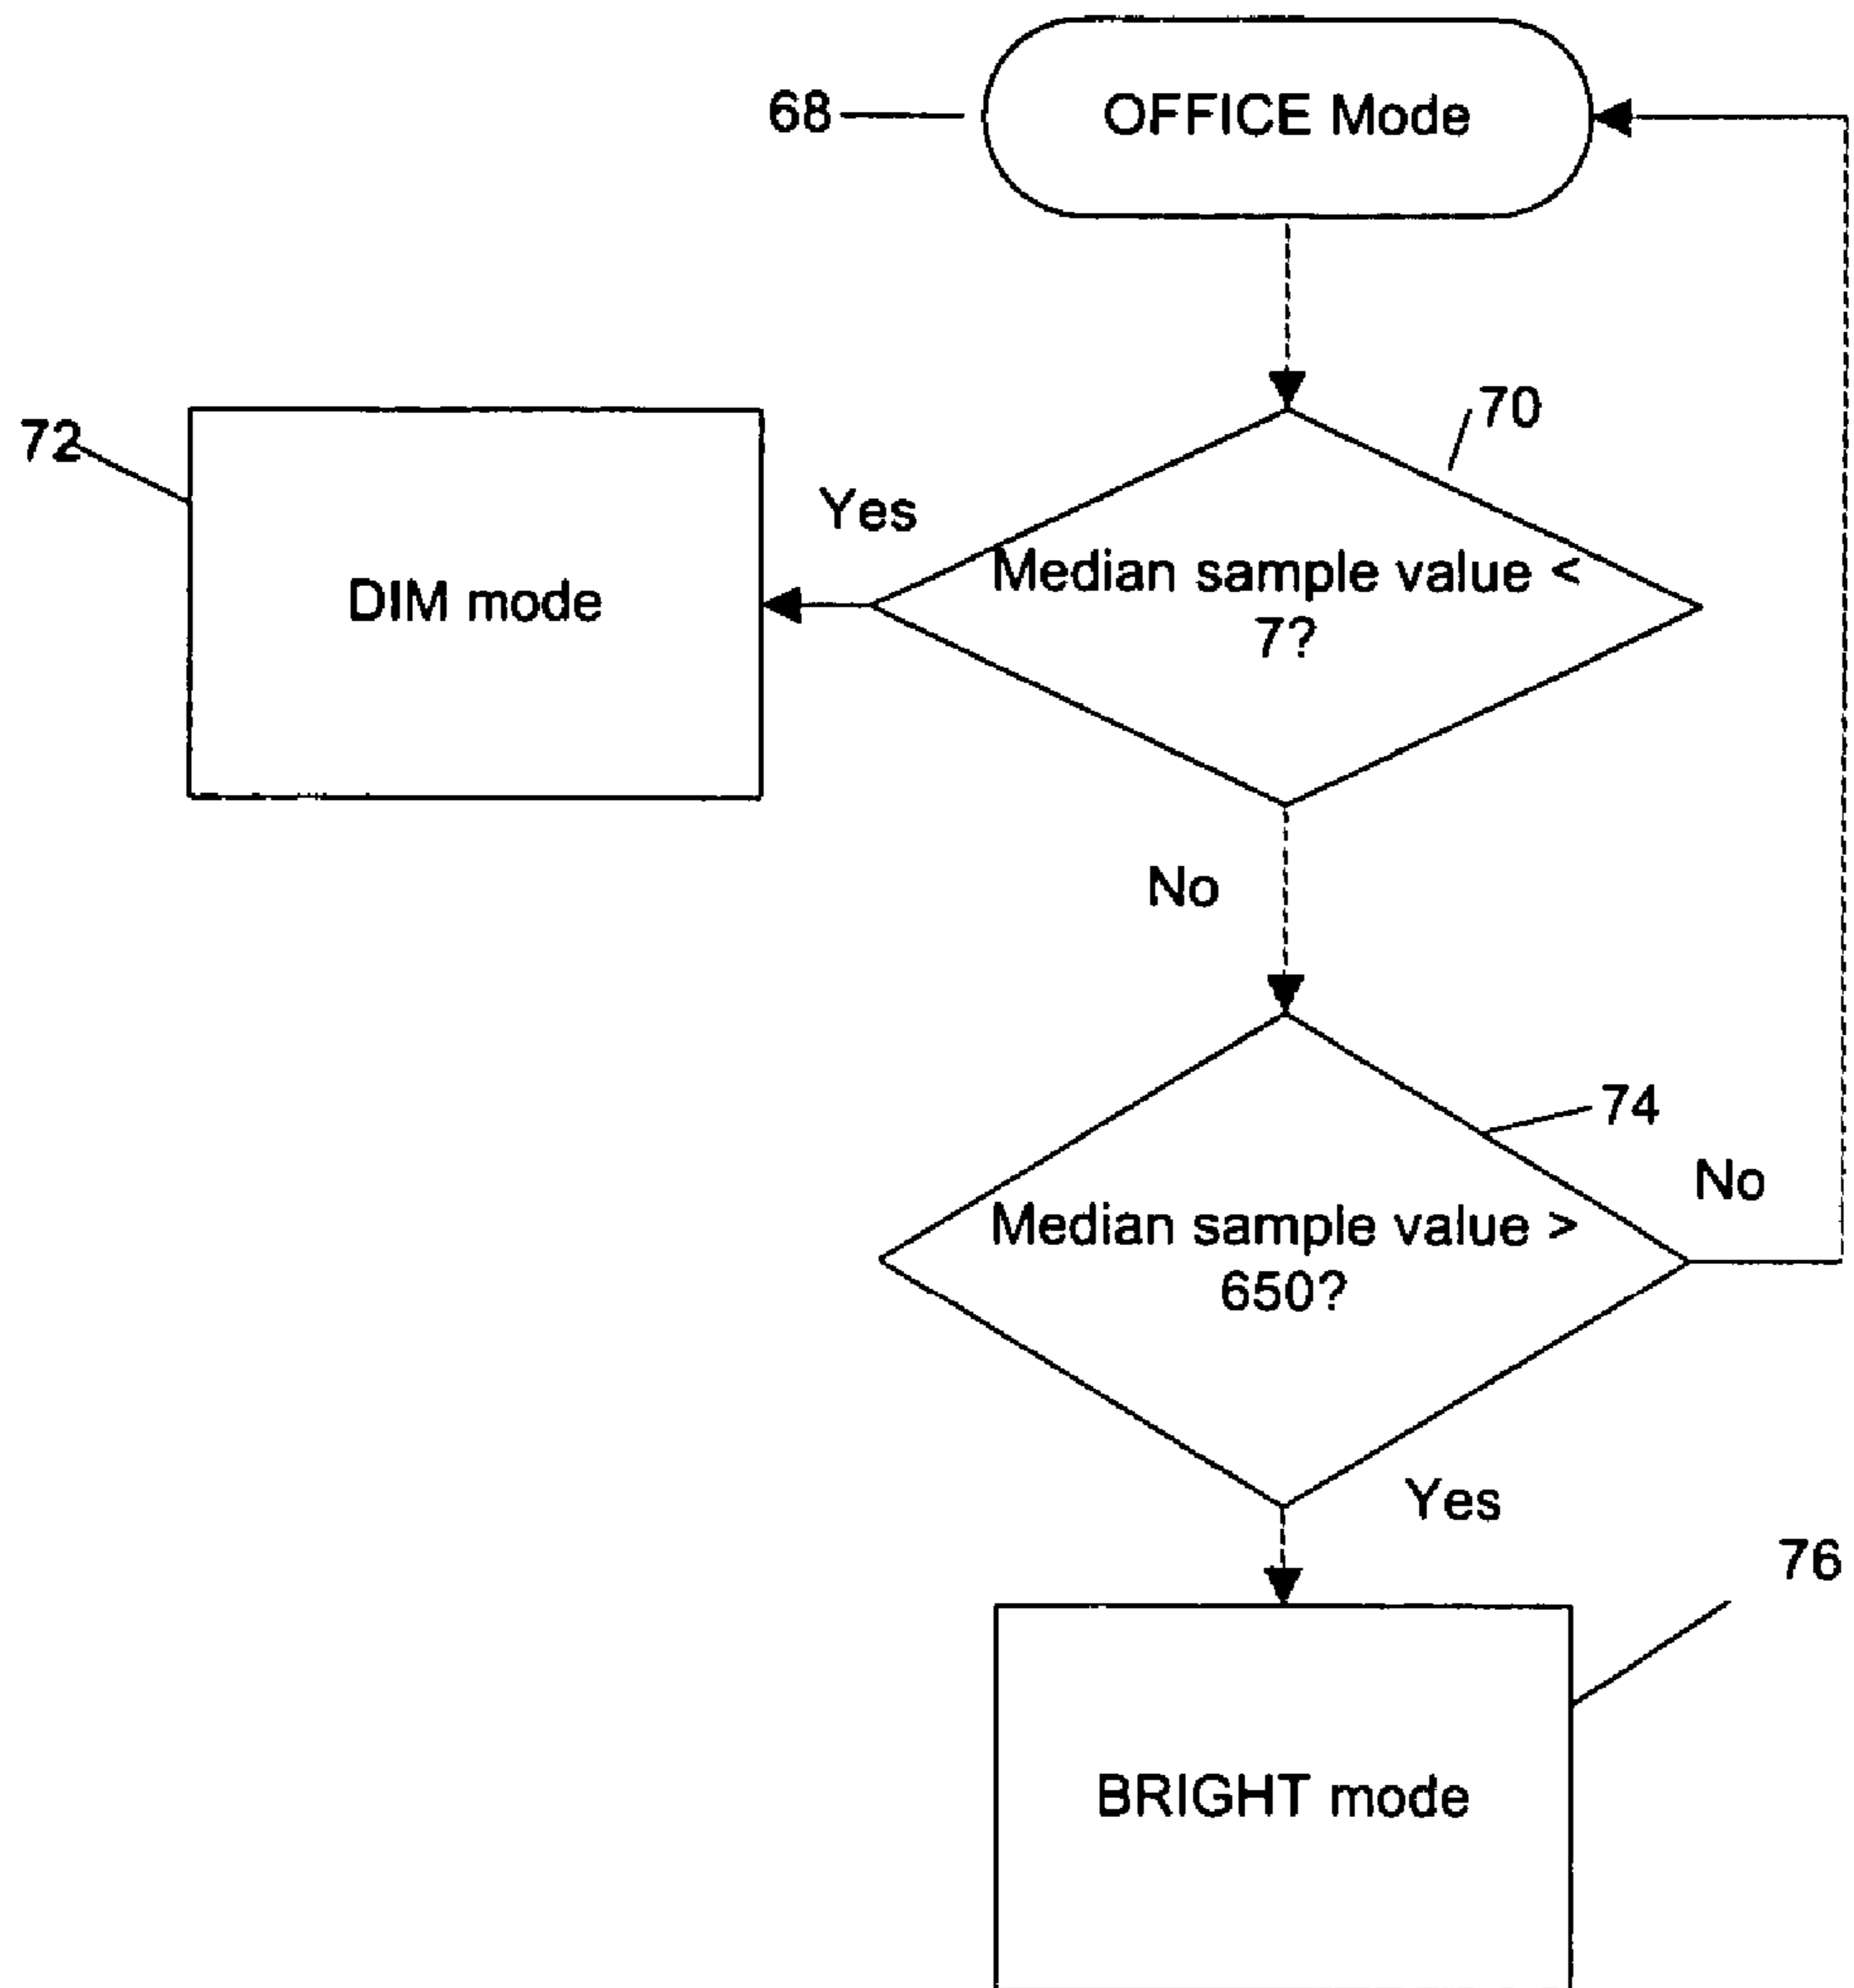 68
OFFICE Mode
70
72
Yes
Median sample value <
7?
DIM mode
No
74
No
Median sample value >
650?
Yes
76
BRIGHT mode